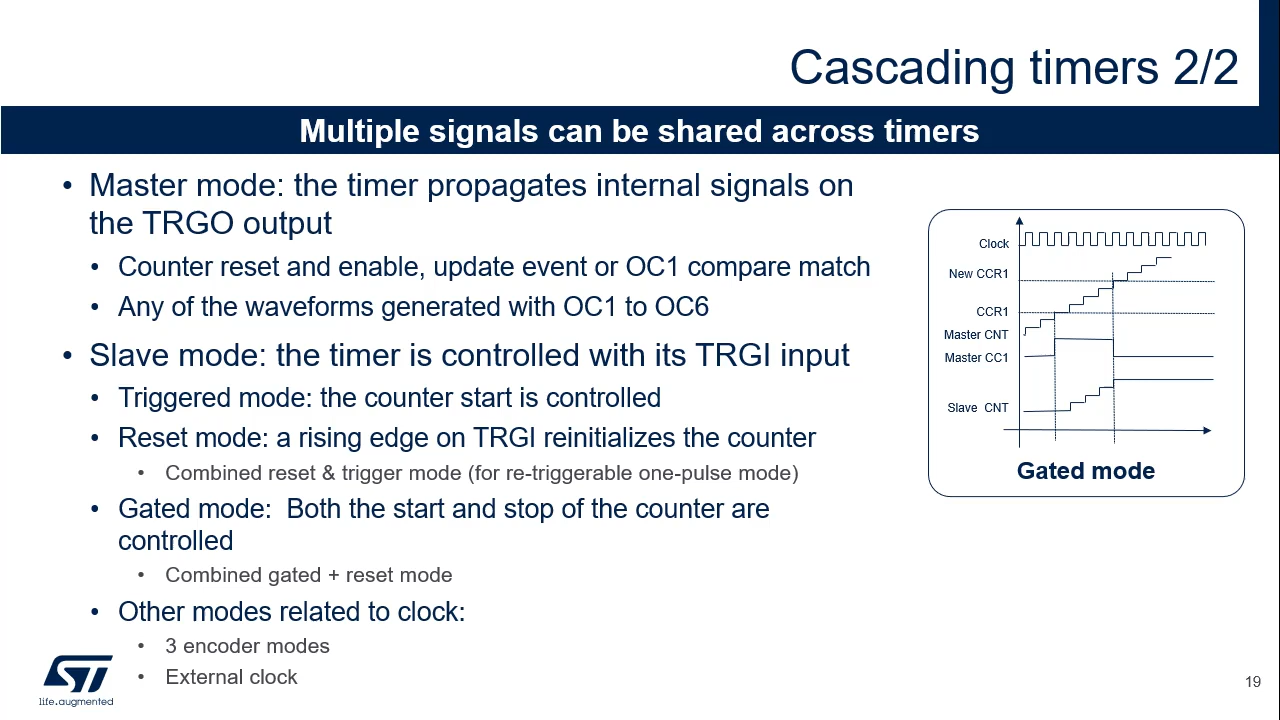 Cascading timers 2/2
Multiple signals can be shared across timers
• Master mode: the timer propagates internal signals on
the TRGO output
• Counter reset and enable, update event or OC1 compare match
• Any of the waveforms generated with OC1 to OC6
• Slave mode: the timer is controlled with its TRGI input
• Triggered mode: the counter start is controlled
• Reset mode: a rising edge on TRGI reinitializes the counter
• Combined reset & trigger mode (for re-triggerable one-pulse mode)
• Gated mode:  Both the start and stop of the counter are
controlled
• Combined gated + reset mode
• Other modes related to clock:
• 3 encoder modes
• External clock
Clock
New CCR1
CCR1
Master CNT
Master CC1
Slave  CNT
Gated mode
ST
life.augmented
19